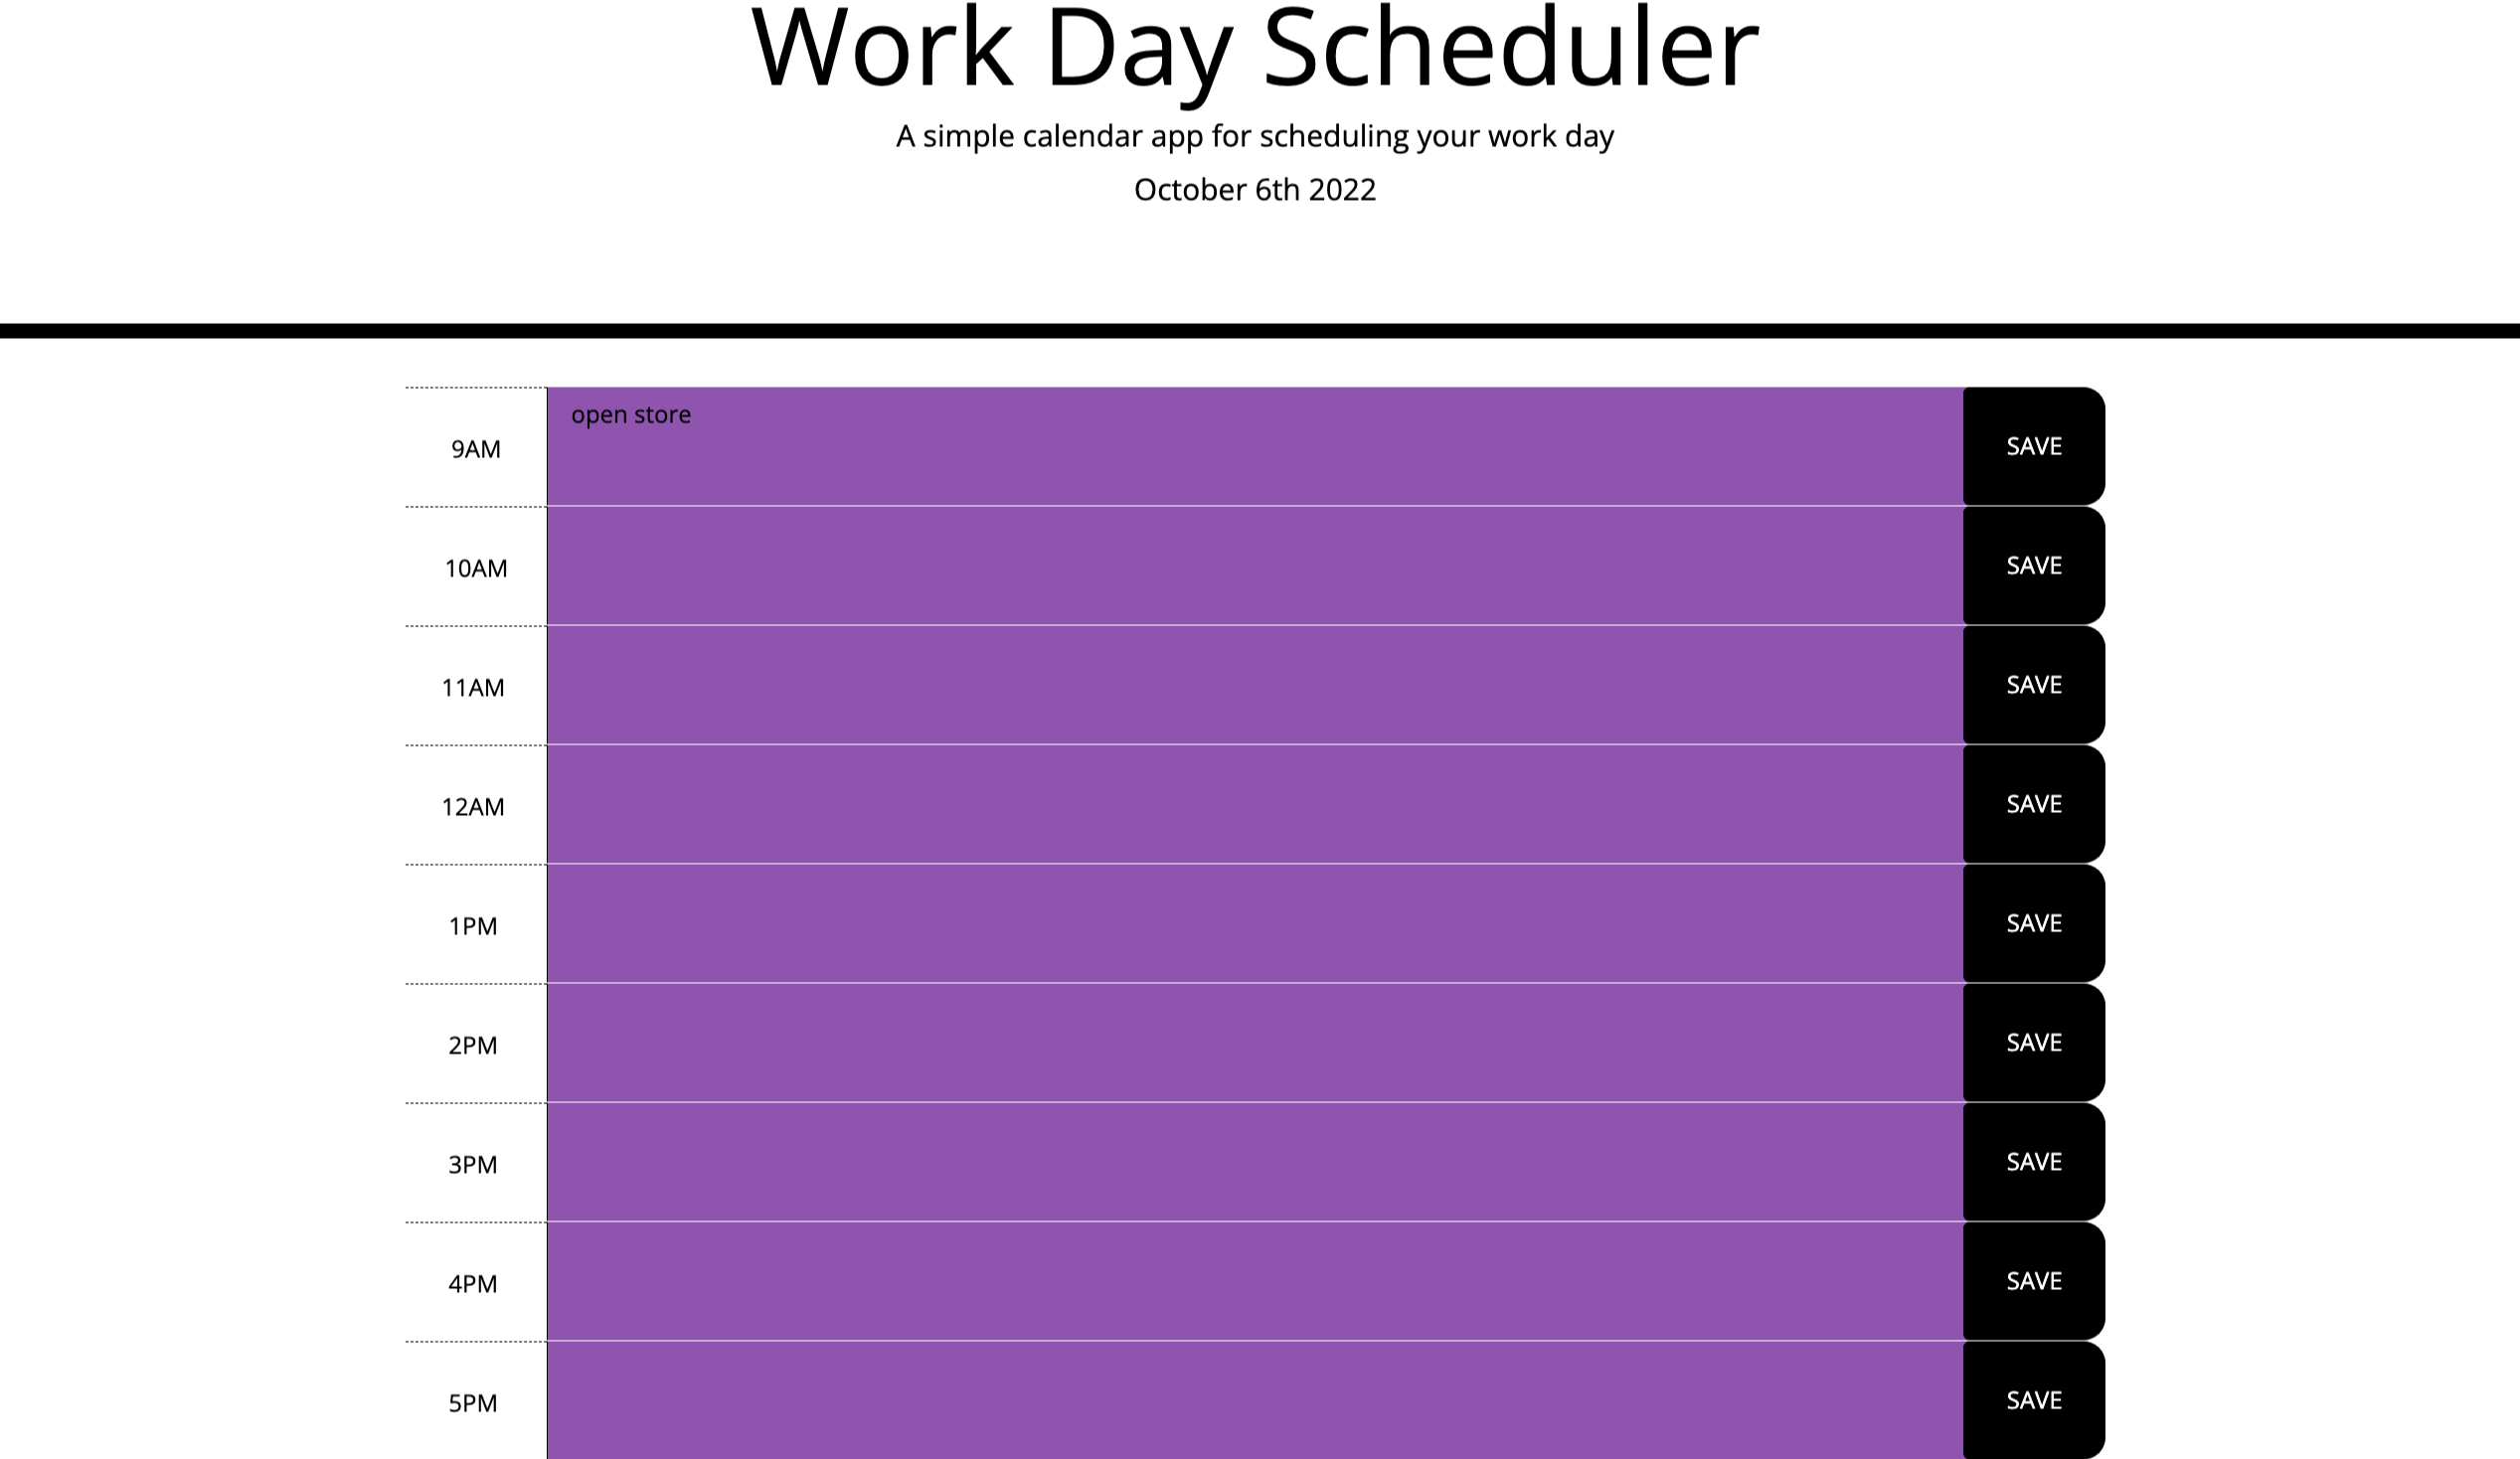 Work Day Scheduler
A simple calendar app for scheduling your work day
October 6th 2022
9AM open store SAVE
10AM SAVE
11AM SAVE
12AM SAVE
1PM SAVE
2PM SAVE
3PM SAVE
4PM SAVE
5PM SAVE